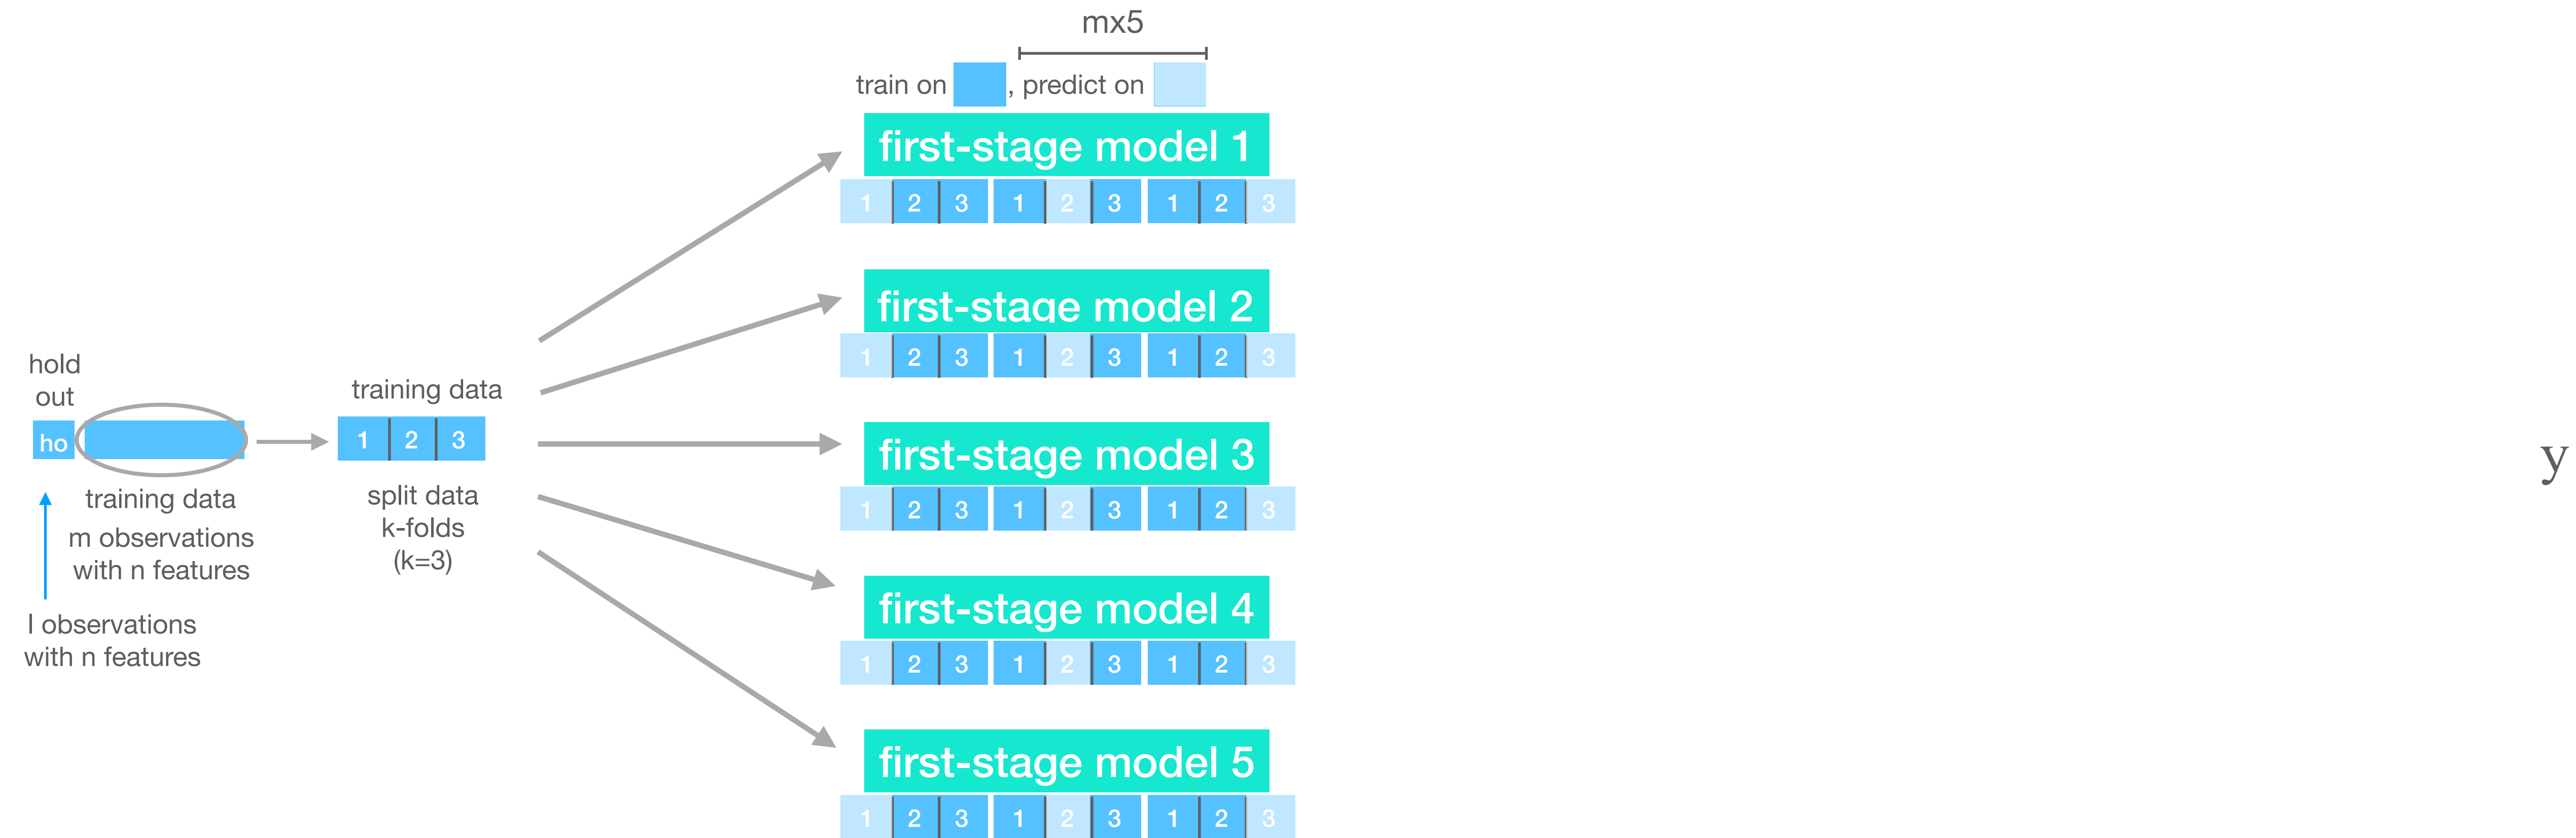 mx5
train on , predict on
first-stage model 1
1 2 3 1 2 3 1 2 3
first-stage model 2
1 2 3 1 2 3 1 2 3
hold
out
ho
training data
m observations
with n features
l observations
with n features
training data
1 2 3
split data
k-folds
(k=3)
first-stage model 3
1 2 3 1 2 3 1 2 3
y
first-stage model 4
1 2 3 1 2 3 1 2 3
first-stage model 5
1 2 3 1 2 3 1 2 3